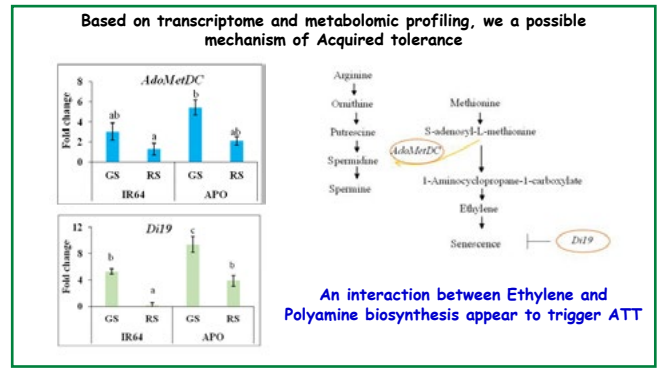 Based on transcriptome and metabolomic profiling, we a possible
mechanism of Acquired tolerance
AdoMetDC
Fold change
8
6
4
2
0
ab
a
b
ab
GS RS GS RS
IR64 APO
Di19
Fold change
12
8
4
0
b
a
c
b
GS RS GS RS
IR64 APO
Arginine
Ornithine
Putrescine
Spermidine
Spermine
Methionine
S-adenosyl-L-methionine
AdoMetDC
1-Aminocyclopropane-1-carboxylate
Ethylene
Senescence
Di19
An interaction between Ethylene and
Polyamine biosynthesis appear to trigger ATT